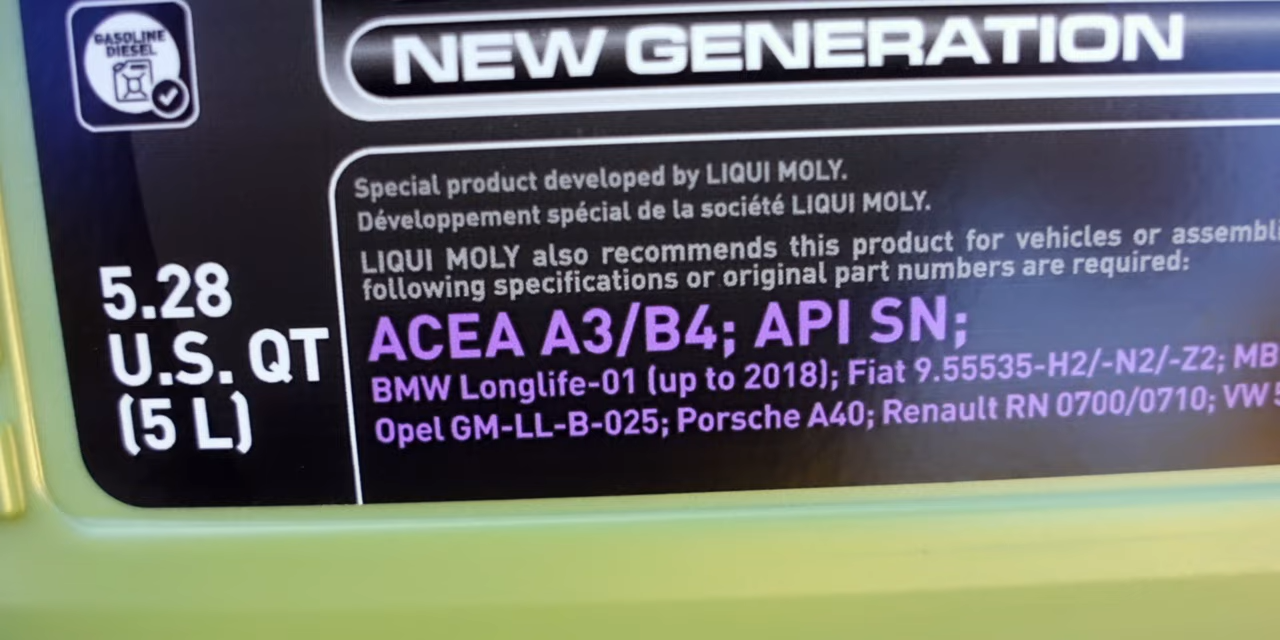 GASOLINE
DIESEL
NEW GENERATION
Special product developed by LIQUI MOLY.
Développement spécial de la société LIQUI MOLY.
LIQUI MOLY also recommends this product for vehicles or
following specifications or original part numbers are required:
5.28
U.S. QT
(5 L)
ACEA A3/B4; API SN;
BMW Longlife-01 (up to 2018); Fiat 9.55535-H2/-N2/-Z2; MB
Opel GM-LL-B-025; Porsche A40; Renault RN 0700/0710; VW